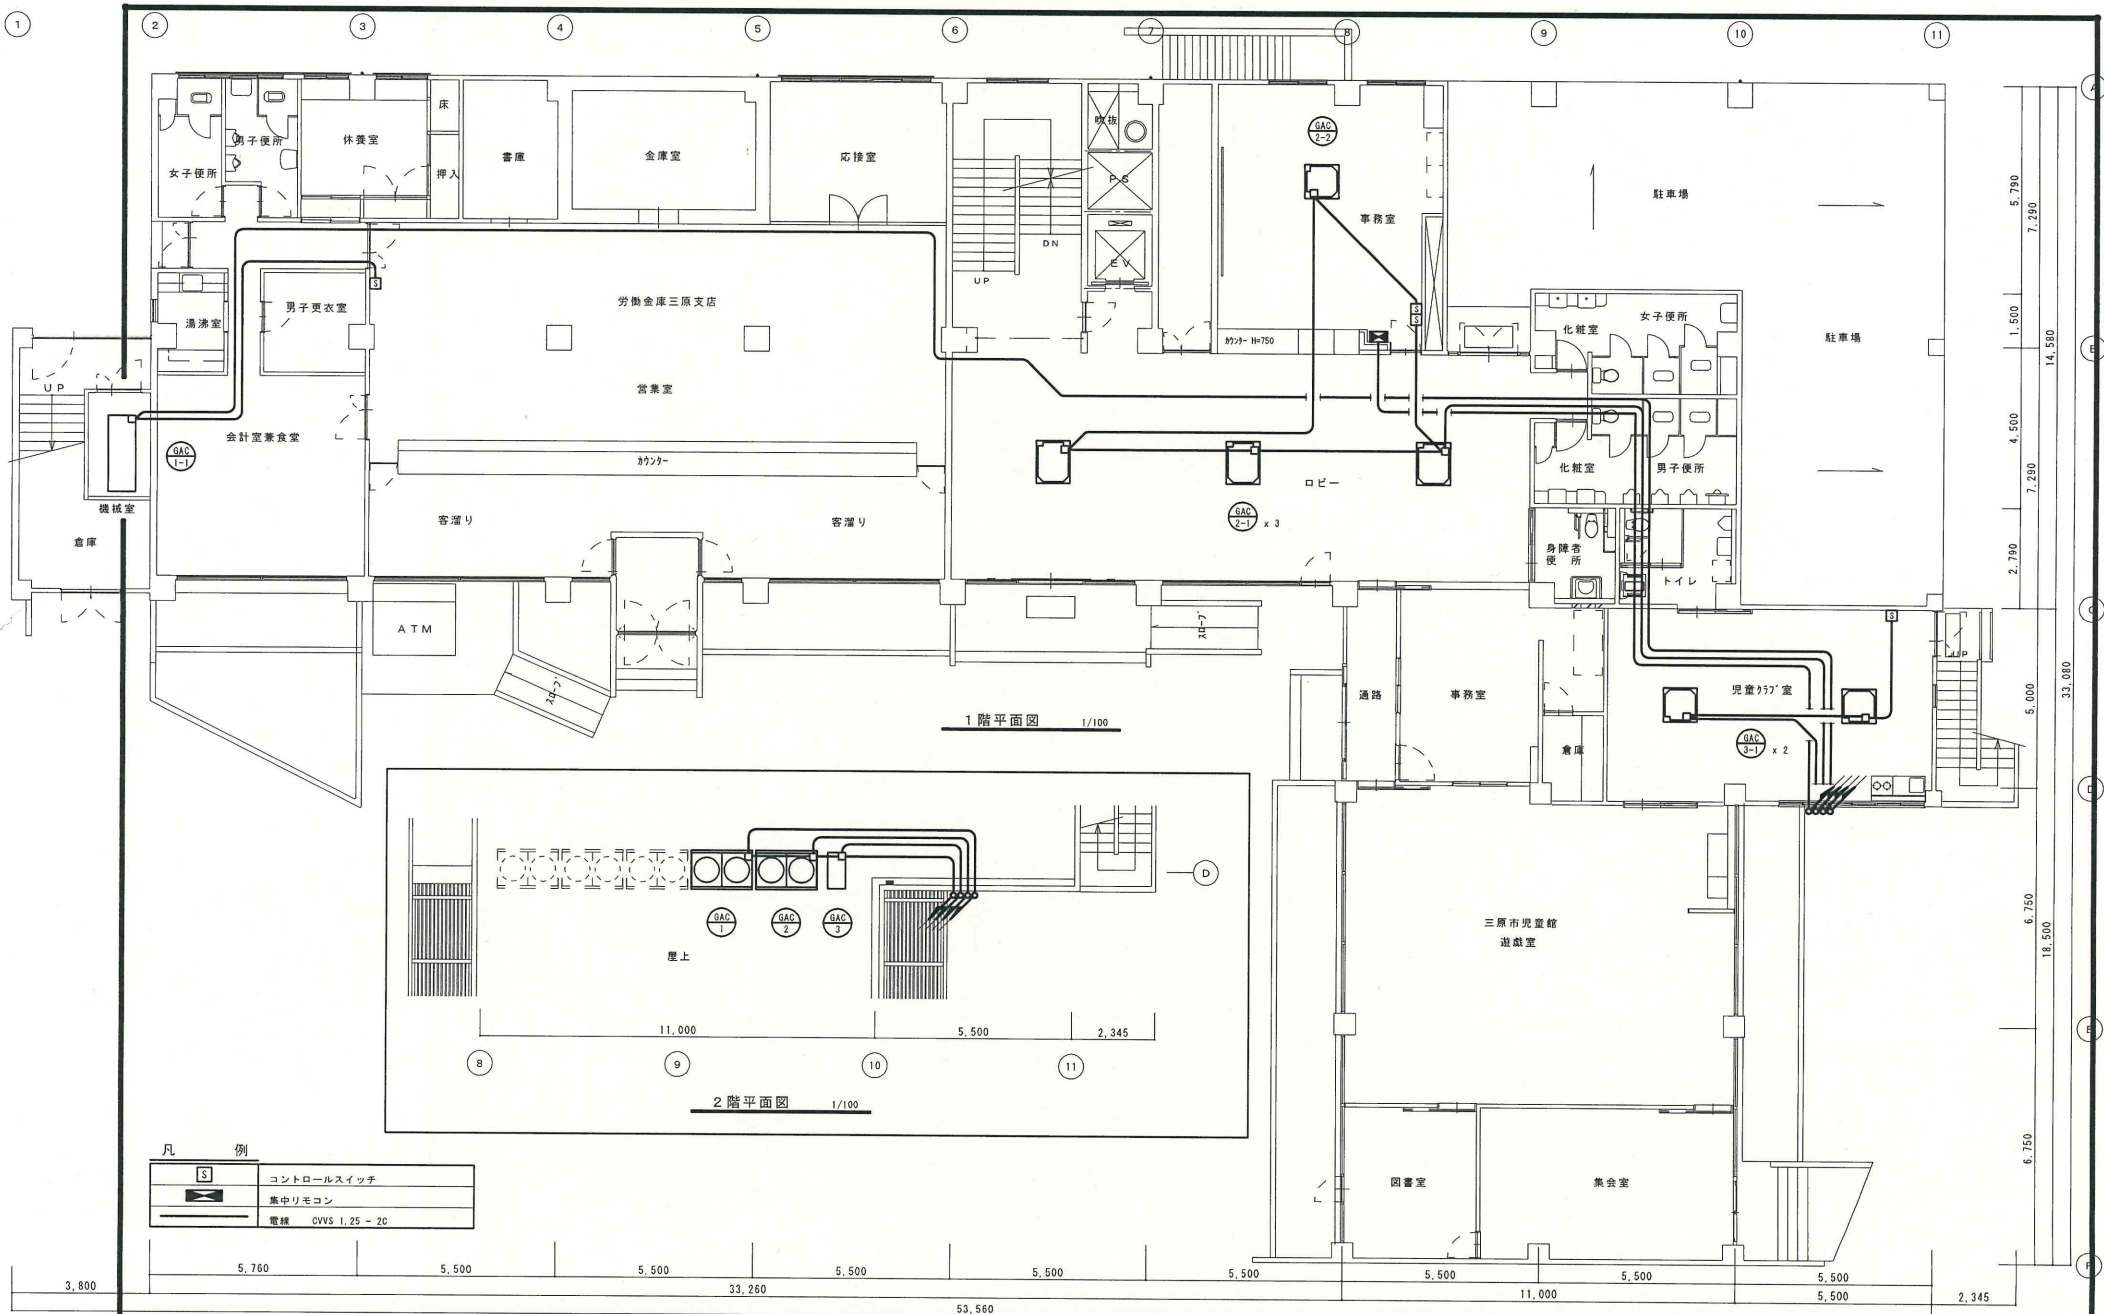 1
2
3
4
5
6
7
8
9
10
11
A
B
C
D
E
F
女子便所
男子便所
休養室
床
押入
書庫
金庫室
応接室
吹抜
PS
EV
UP
DN
GAC
2-2
事務室
駐車場
駐車場
湯沸室
男子更衣室
労働金庫三原支店
営業室
カウンター H=750
化粧室
女子便所
化粧室
男子便所
UP
機械室
倉庫
GAC
1-1
会計室兼食堂
カウンター
客溜り
客溜り
ロビー
GAC
2-1 x 3
身障者
便所
トイレ
ATM
スロープ
スロープ
通路
事務室
倉庫
児童クラブ室
GAC
3-1 x 2
UP
S
S
S
S
1階平面図 1/100
GAC
1
GAC
2
GAC
3
屋上
D
11,000
5,500
2,345
8
9
10
11
2階平面図 1/100
三原市児童館
遊戯室
図書室
集会室
凡 例
S コントロールスイッチ
集中リモコン
電線 CVVS 1.25 - 2C
5,790
7,290
1,500
14,580
4,500
7,290
2,790
5,000
33,080
6,750
18,500
6,750
3,800
5,760
5,500
5,500
5,500
5,500
5,500
5,500
5,500
5,500
33,260
11,000
5,500
2,345
53,560